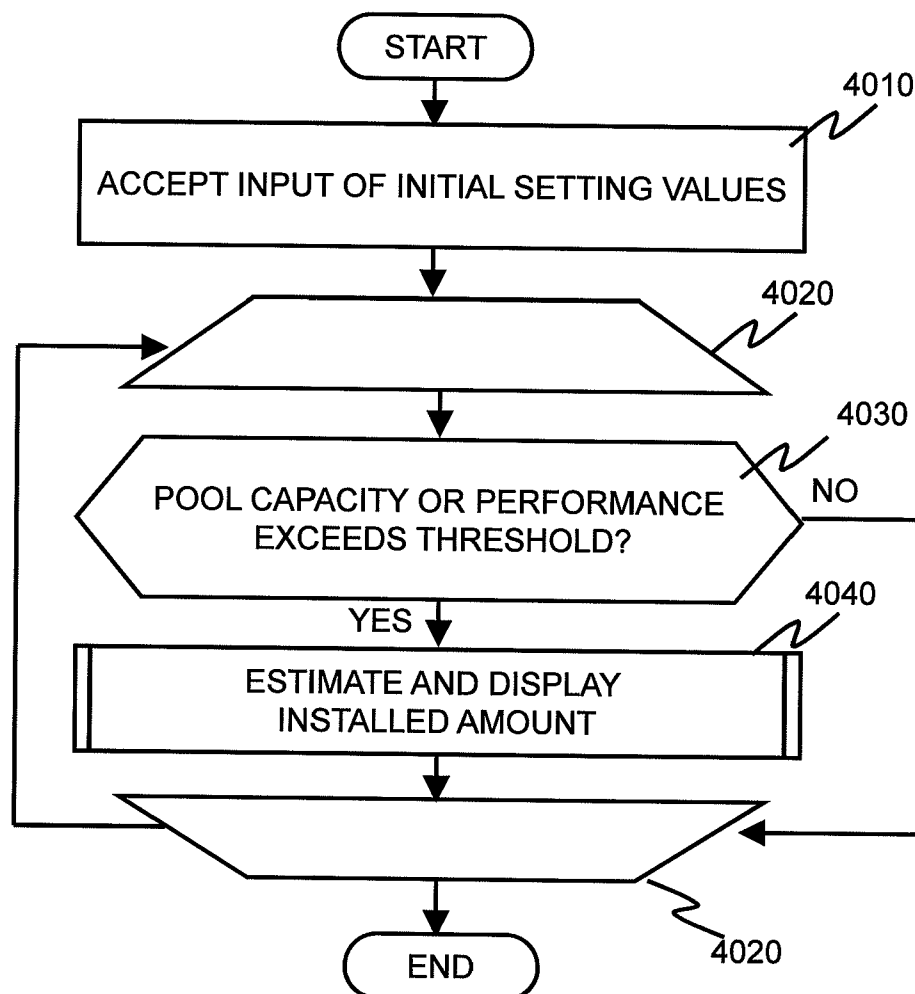 START
4010
ACCEPT INPUT OF INITIAL SETTING VALUES
4020
4030
POOL CAPACITY OR PERFORMANCE
EXCEEDS THRESHOLD?
NO
YES
4040
ESTIMATE AND DISPLAY
INSTALLED AMOUNT
4020
END